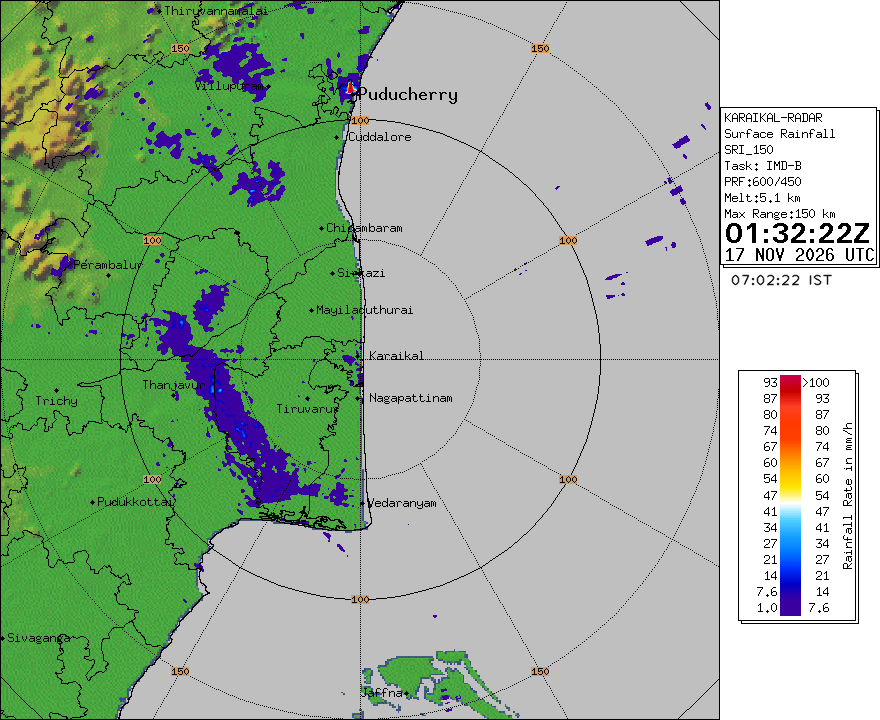 Thiruvannamalai
150
150
Villupuram
Puducherry
100
Cuddalore
Chidambaram
100
100
Perambalur
Sirkazi
Mayiladuthurai
Karaikal
Thanjavur
Trichy
Tiruvarur
Nagapattinam
100
100
Pudukkottai
Vedaranyam
100
Sivaganga
150
150
Jaffna
KARAIKAL-RADAR
Surface Rainfall
SRI_150
Task: IMD-B
PRF:600/450
Melt:5.1 km
Max Range:150 km
01:32:22Z
17 NOV 2026 UTC
07:02:22 IST
93 >100
87 93
80 87
74 80
67 74
60 67
54 60
47 54
41 47
34 41
27 34
21 27
14 21
7.6 14
1.0 7.6
Rainfall Rate in mm/h